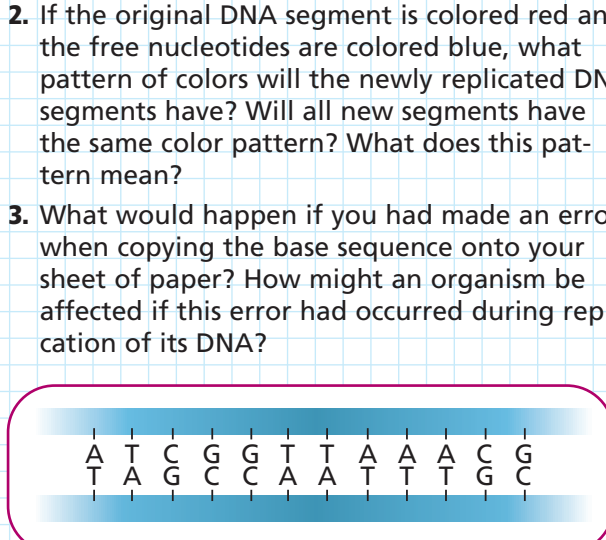 2. If the original DNA segment is colored red an
the free nucleotides are colored blue, what
pattern of colors will the newly replicated DN
segments have? Will all new segments have
the same color pattern? What does this pat-
tern mean?
3. What would happen if you had made an erro
when copying the base sequence onto your
sheet of paper? How might an organism be
affected if this error had occurred during rep
cation of its DNA?
A T C G G T T A A A C G
T A G C C A A T T T G C